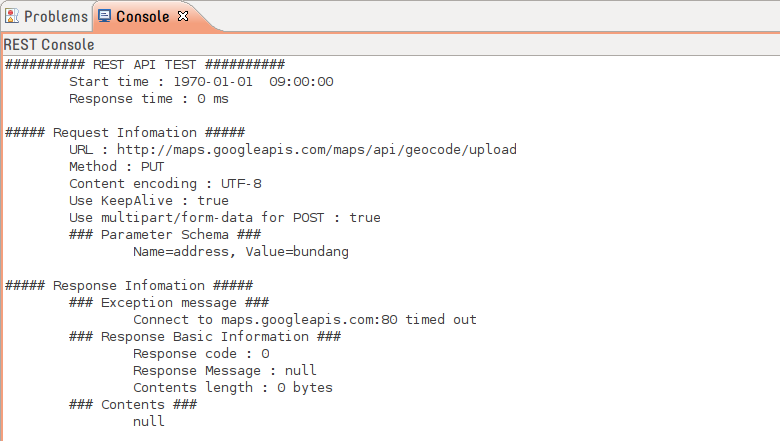 Problems Console
REST Console
########## REST API TEST ##########
Start time : 1970-01-01  09:00:00
Response time : 0 ms
##### Request Infomation #####
URL : http://maps.googleapis.com/maps/api/geocode/upload
Method : PUT
Content encoding : UTF-8
Use KeepAlive : true
Use multipart/form-data for POST : true
### Parameter Schema ###
Name=address, Value=bundang
##### Response Infomation #####
### Exception message ###
Connect to maps.googleapis.com:80 timed out
### Response Basic Information ###
Response code : 0
Response Message : null
Contents length : 0 bytes
### Contents ###
null